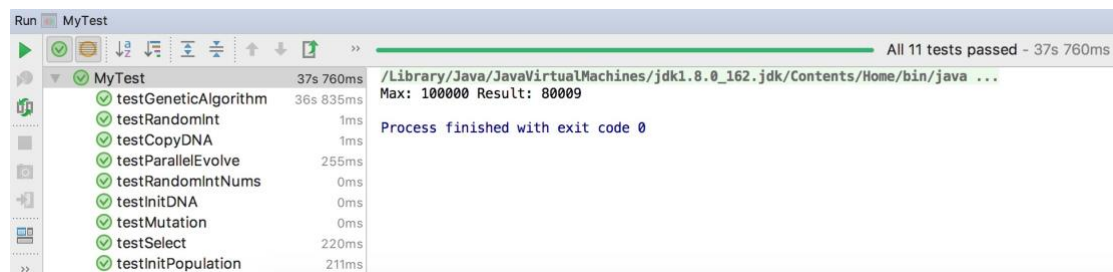 Run MyTest
>> All 11 tests passed - 37s 760ms
MyTest 37s 760ms
testGeneticAlgorithm 36s 835ms
testRandomInt 1ms
testCopyDNA 1ms
testParallelEvolve 255ms
testRandomIntNums 0ms
testInitDNA 0ms
testMutation 0ms
testSelect 220ms
testInitPopulation 211ms
/Library/Java/JavaVirtualMachines/jdk1.8.0_162.jdk/Contents/Home/bin/java ...
Max: 100000 Result: 80009
Process finished with exit code 0